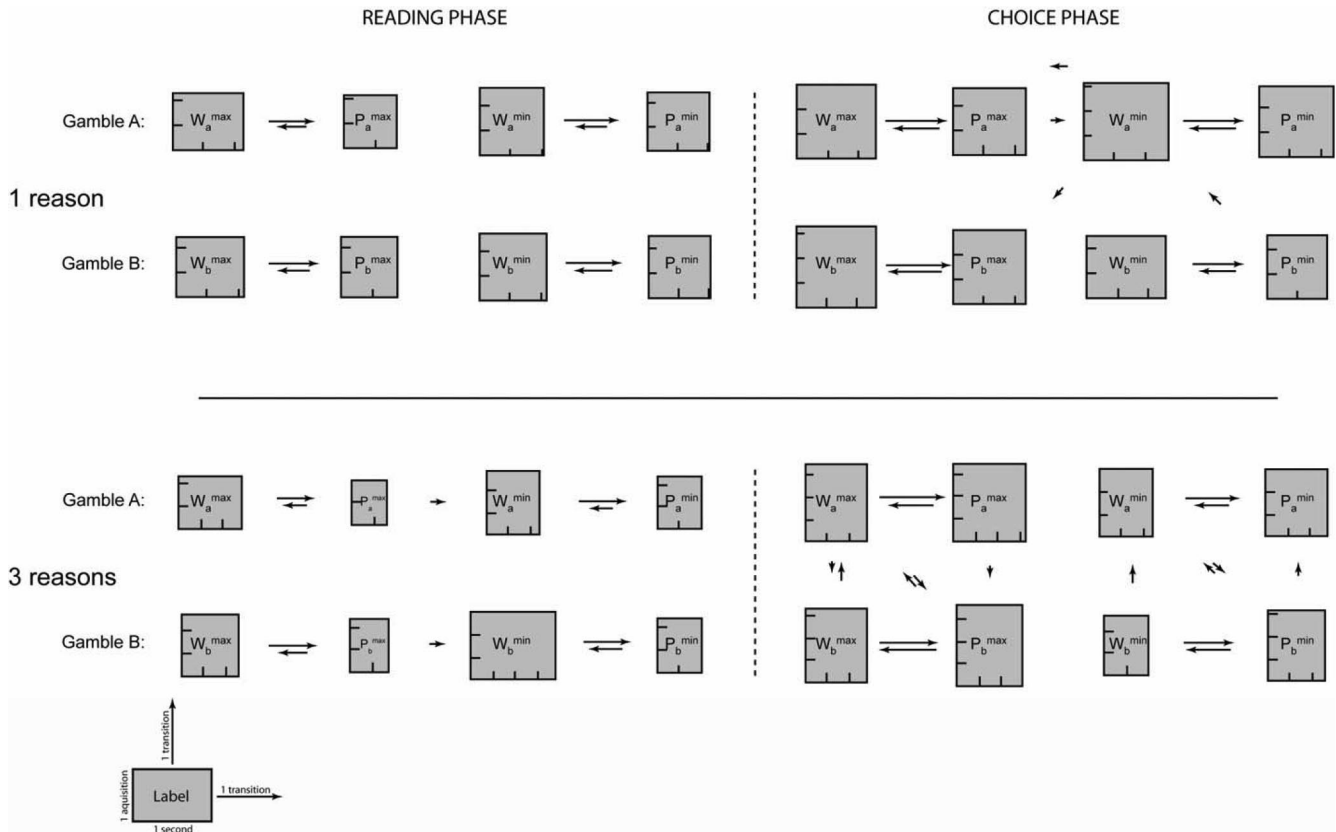 READING PHASE CHOICE PHASE
Gamble A: W_a^max P_a^max W_a^min P_a^min W_a^max P_a^max W_a^min P_a^min
1 reason
Gamble B: W_b^max P_b^max W_b^min P_b^min W_b^max P_b^max W_b^min P_b^min
Gamble A: W_a^max P_a^max W_a^min P_a^min W_a^max P_a^max W_a^min P_a^min
3 reasons
Gamble B: W_b^max P_b^max W_b^min P_b^min W_b^max P_b^max W_b^min P_b^min
1 transition
1 aquisition
Label
1 transition
1 second